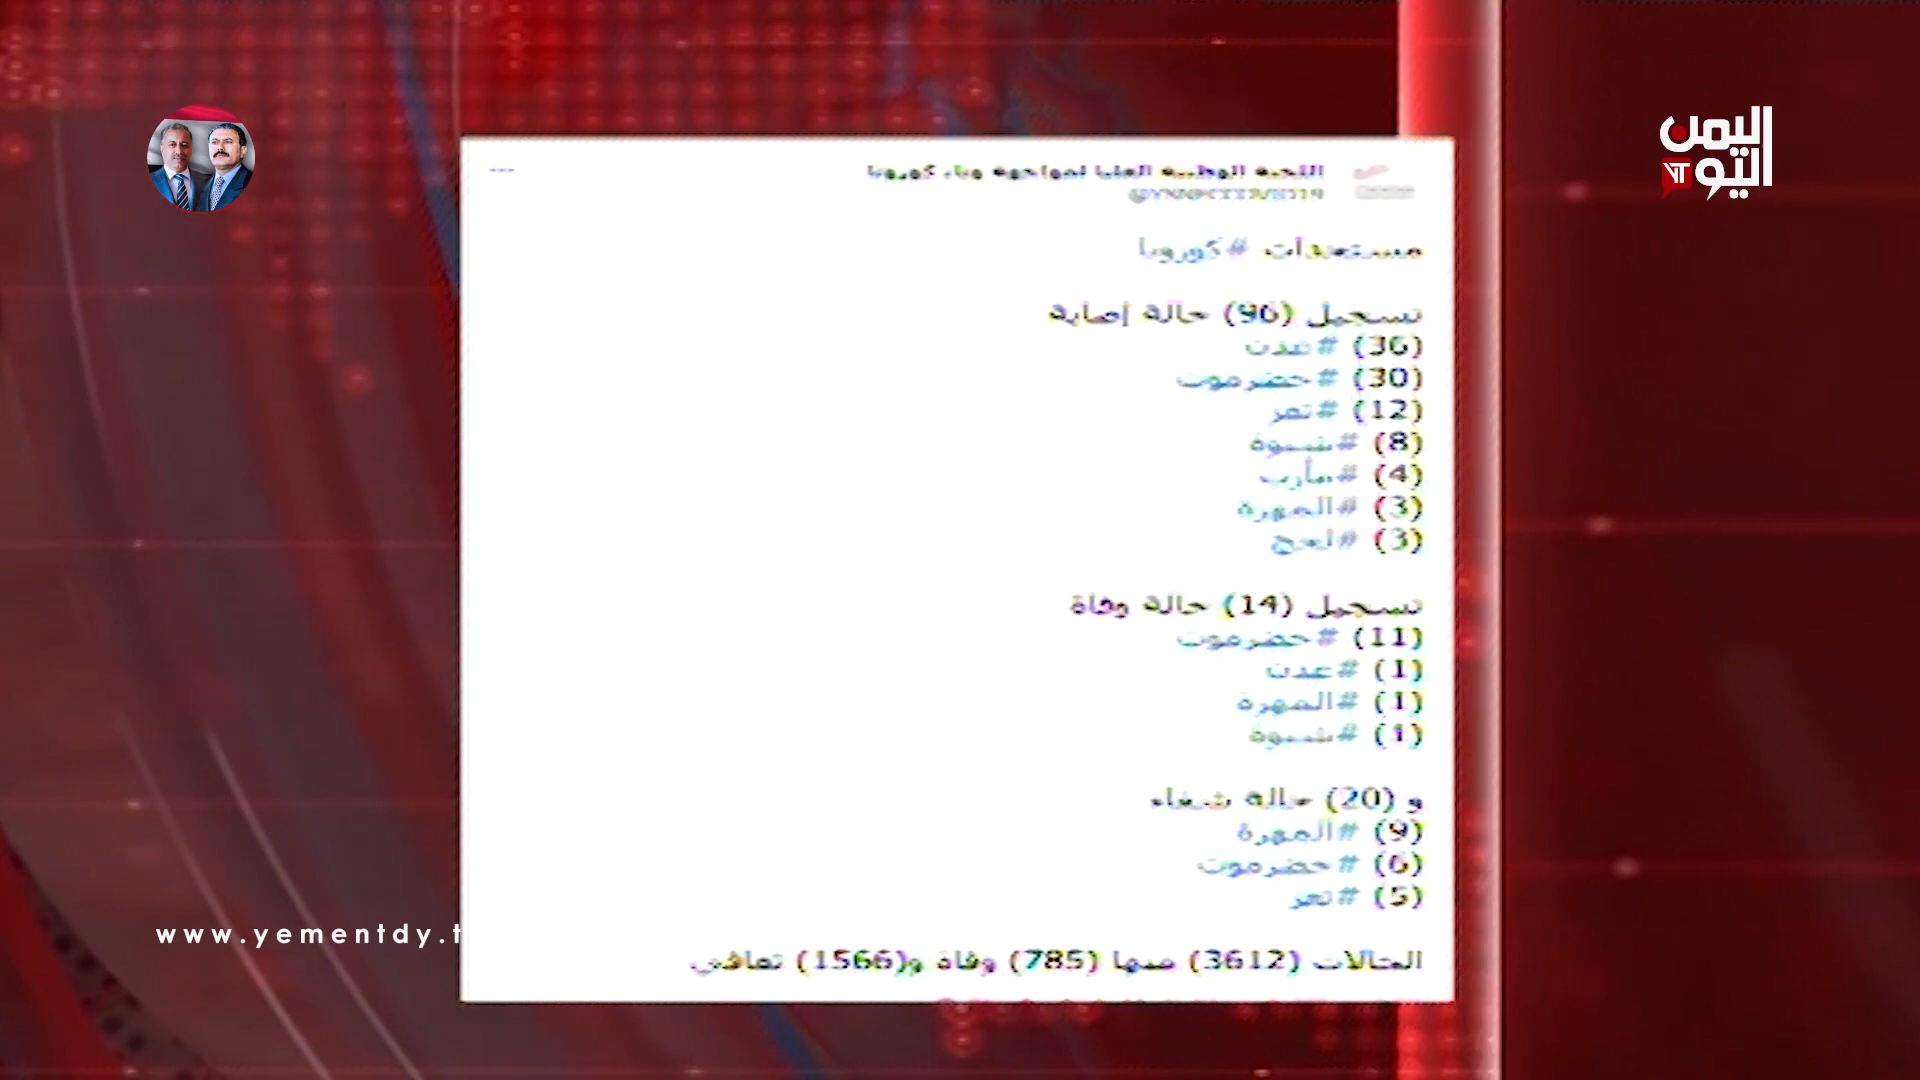 اليمن
اليوم
YT
اللجنة الوطنية العليا لمواجهة وباء كورونا
مستجدات #كورونا
تسجيل (96) حالة إصابة
(36) #عدن
(30) #حضرموت
(12) #تعز
(8) #شبوة
(4) #مأرب
(3) #المهرة
(3) #لحج
تسجيل (14) حالة وفاة
(11) #حضرموت
(1) #عدن
(1) #المهرة
(1) #شبوة
و (20) حالة شفاء
(9) #المهرة
(6) #حضرموت
(5) #تعز
الحالات (3612) منها (785) وفاة و(1566) تعافي
www.yementdy.t